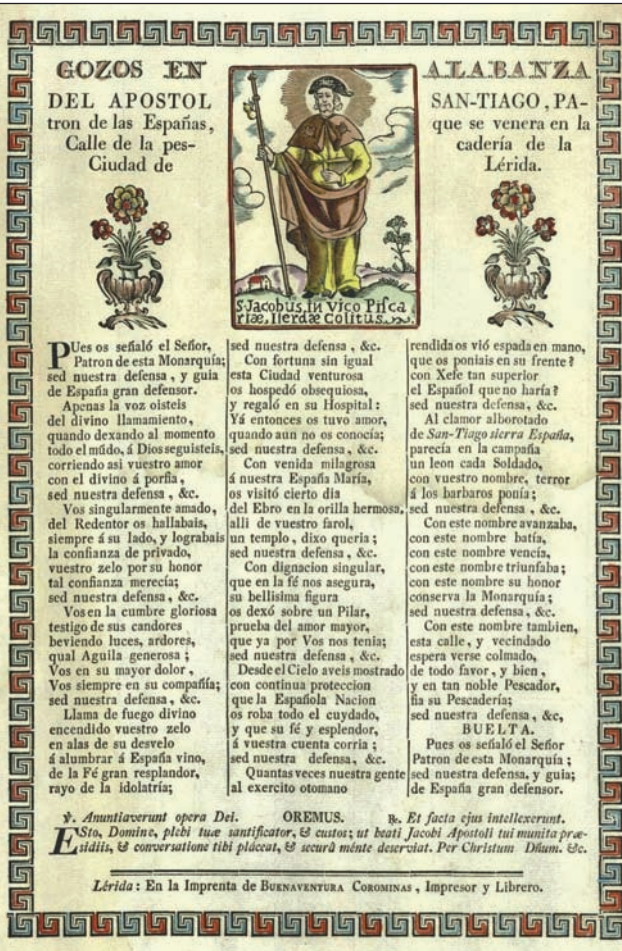 GOZOS EN ALABANZA
DEL APOSTOL SAN-TIAGO, PA-
tron de las Españas, que se venera en la
Calle de la pes- cadería de la
Ciudad de Lérida.
S. Jacobus, in Vico Pisca
riæ, Ilerdæ Colitus.
PUes os señaló el Señor,
Patron de esta Monarquía;
sed nuestra defensa, y guia
de España gran defensor.
Apenas la voz oisteis
del divino llamamiento,
quando dexando al momento
todo el mũdo, á Dios seguisteis,
corriendo asi vuestro amor
con el divino á porfia,
sed nuestra defensa, &c.
Vos singularmente amado,
del Redentor os hallabais,
siempre á su lado, y lograbais
la confianza de privado,
vuestro zelo por su honor
tal confianza merecía;
sed nuestra defensa, &c.
Vos en la cumbre gloriosa
testigo de sus candores
beviendo luces, ardores,
qual Aguila generosa;
Vos en su mayor dolor,
Vos siempre en su compañía;
sed nuestra defensa, &c.
Llama de fuego divino
encendido vuestro zelo
en alas de su desvelo
á alumbrar á España vino,
de la Fé gran resplandor,
rayo de la idolatría;
sed nuestra defensa, &c.
Con fortuna sin igual
esta Ciudad venturosa
os hospedó obsequiosa,
y regaló en su Hospital:
Yá entonces os tuvo amor,
quando aun no os conocía;
sed nuestra defensa, &c.
Con venida milagrosa
á nuestra España María,
os visitó cierto dia
del Ebro en la orilla hermosa,
alli de vuestro farol,
un templo, dixo queria;
sed nuestra defensa, &c.
Con dignacion singular,
que en la fé nos asegura,
su bellisima figura
os dexó sobre un Pilar,
prueba del amor mayor,
que ya por Vos nos tenia;
sed nuestra defensa, &c.
Desde el Cielo aveis mostrado
con continua proteccion
que la Española Nacion
os roba todo el cuydado,
y que su fé y esplendor,
á vuestra cuenta corria;
sed nuestra defensa, &c.
Quantas veces nuestra gente
al exercito otomano
rendida os vió espada en mano,
que os poniais en su frente?
con Xefe tan superior
el Español que no haría?
sed nuestra defensa, &c.
Al clamor alborotado
de San-Tiago sierra España,
parecía en la campaña
un leon cada Soldado,
con vuestro nombre, terror
á los barbaros ponía;
sed nuestra defensa, &c.
Con este nombre avanzaba,
con este nombre batía,
con este nombre vencía,
con este nombre triunfaba;
con este nombre su honor
conserva la Monarquía;
sed nuestra defensa, &c.
Con este nombre tambien,
esta calle, y vecindado
espera verse colmado,
de todo favor, y bien,
y en tan noble Pescador,
fia su Pescadería;
sed nuestra defensa, &c,
BUELTA.
Pues os señaló el Señor
Patron de esta Monarquía;
sed nuestra defensa, y guia;
de España gran defensor.
℣. Anuntiaverunt opera Dei. OREMUS. ℟. Et facta ejus intellexerunt.
ESto, Domine, plebi tuæ santificator, & custos; ut beati Jacobi Apostoli tui munita præ-
sidiis, & conversatione tibi pláceat, & securâ ménte deserviat. Per Christum Dñum. &c.
Lérida: En la Imprenta de BUENAVENTURA COROMINAS, Impresor y Librero.